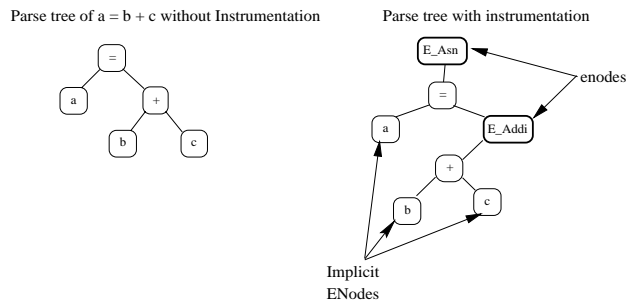 Parse tree of a = b + c without Instrumentation
=
a
+
b
c
Parse tree with instrumentation
E_Asn
enodes
=
a
E_Addi
+
b
c
Implicit
ENodes